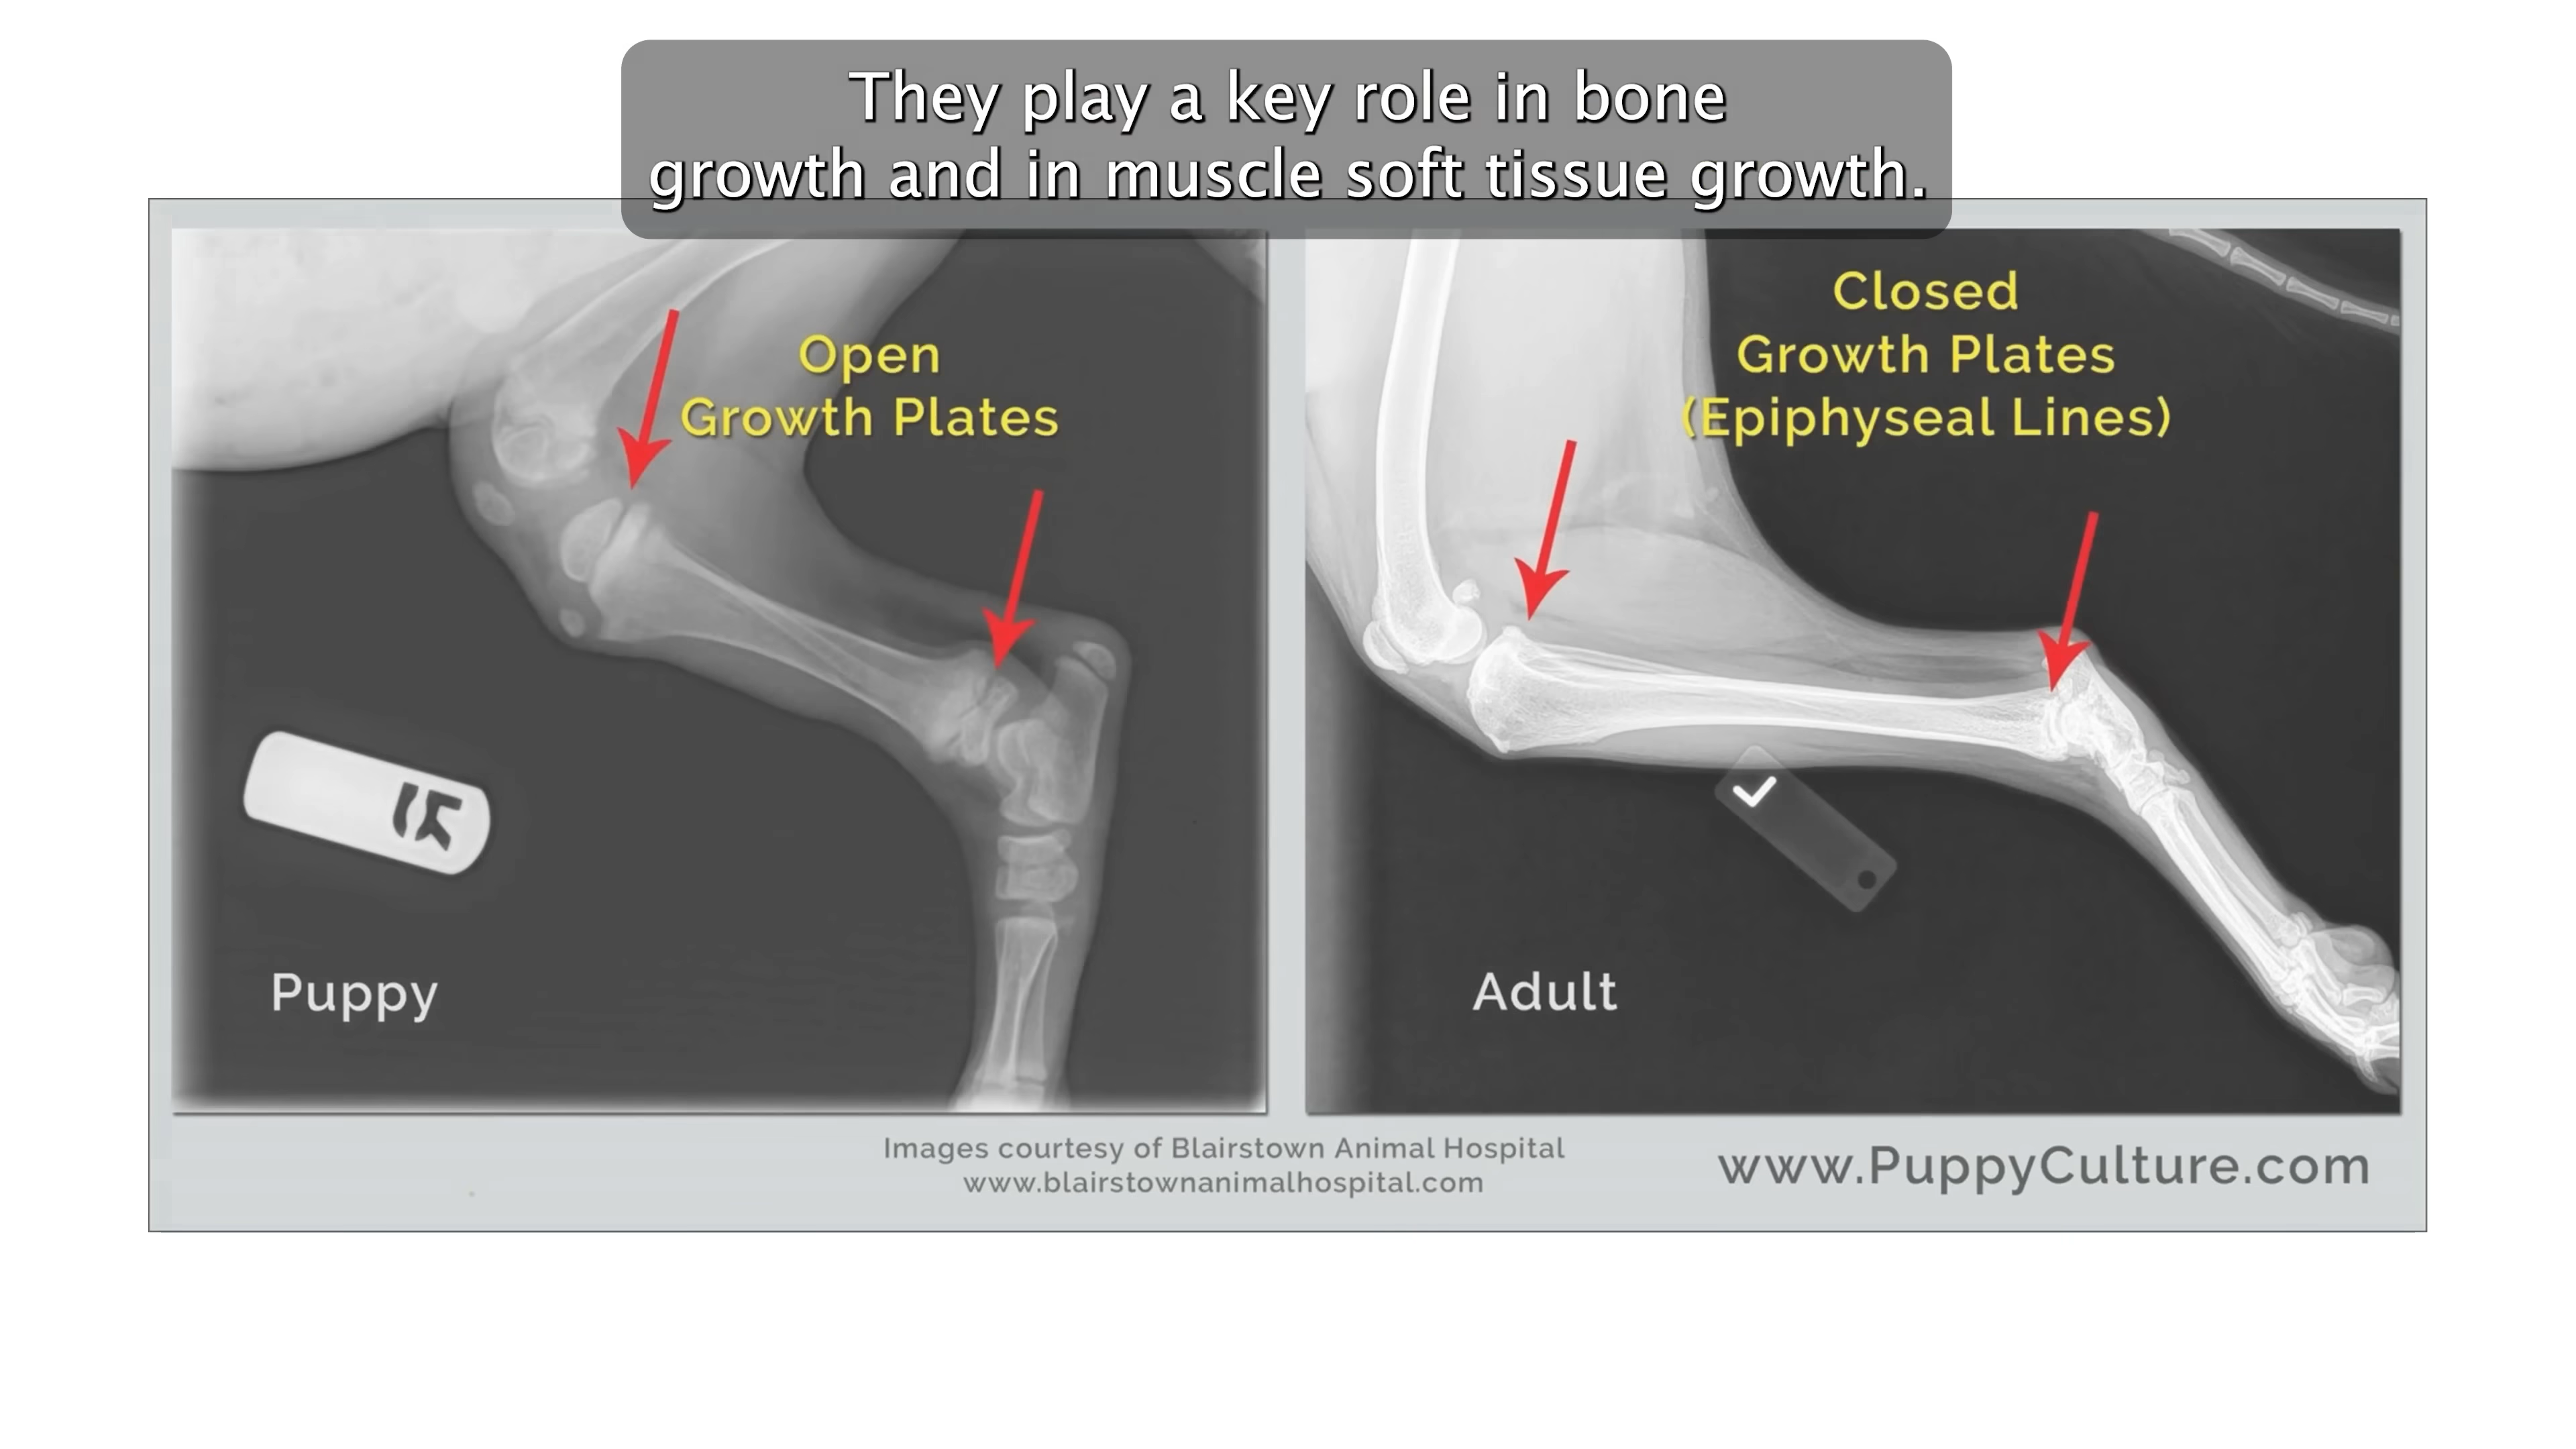 They play a key role in bone
growth and in muscle soft tissue growth.
Open
Growth Plates
Closed
Growth Plates
(Epiphyseal Lines)
Puppy
Adult
Images courtesy of Blairstown Animal Hospital
www.blairstownanimalhospital.com
www.PuppyCulture.com